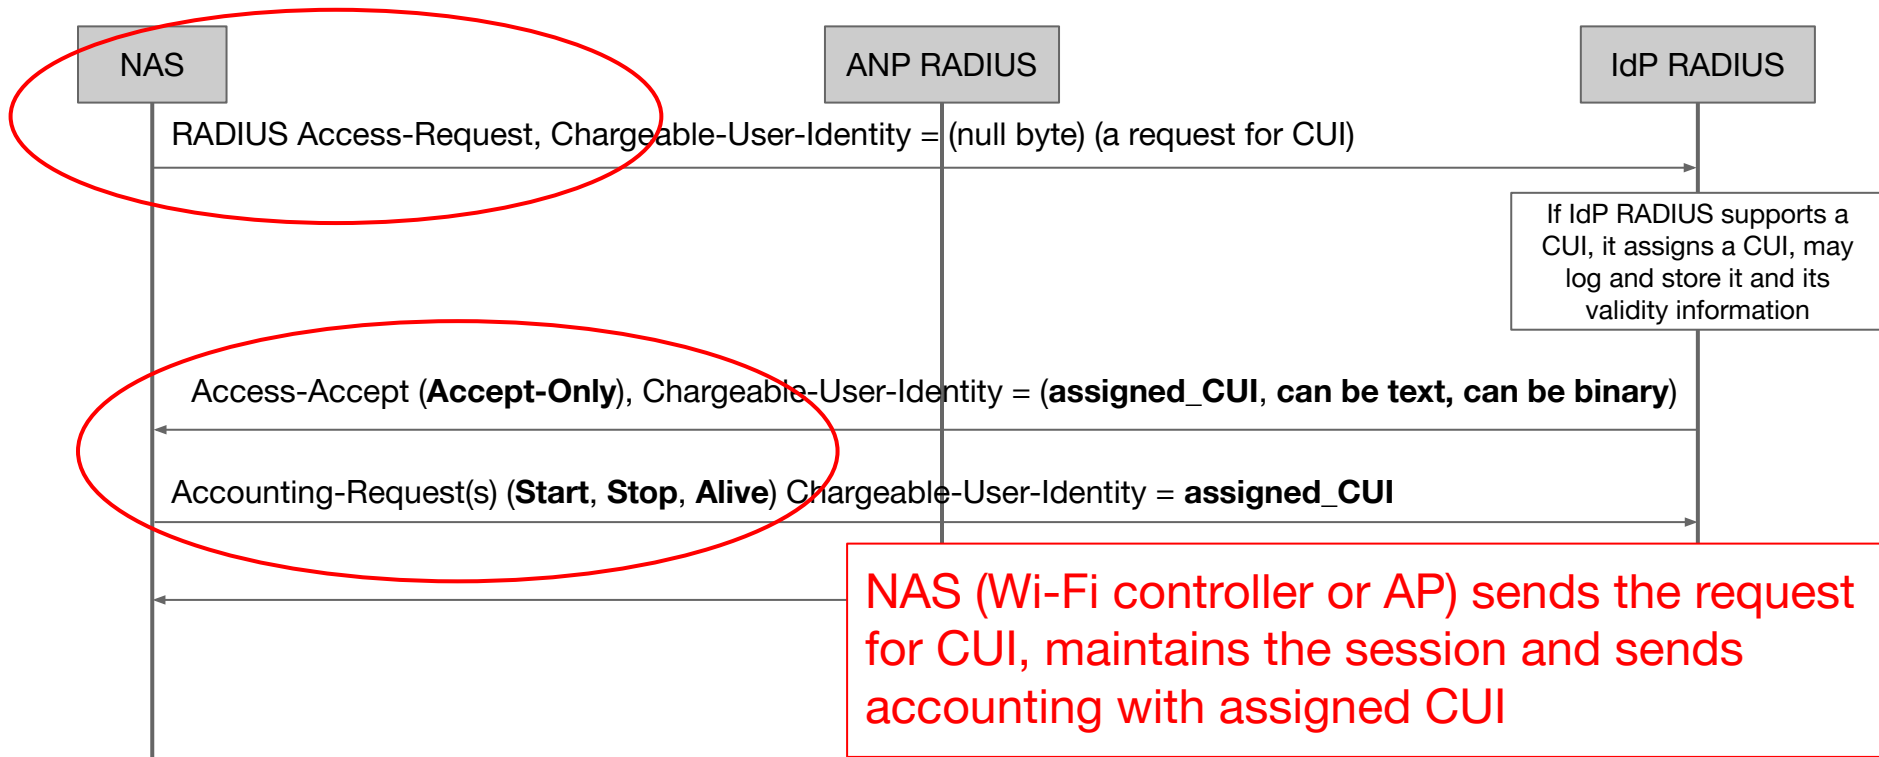 NAS
ANP RADIUS
IdP RADIUS
RADIUS Access-Request, Chargeable-User-Identity = (null byte) (a request for CUI)
If IdP RADIUS supports a
CUI, it assigns a CUI, may
log and store it and its
validity information
Access-Accept (Accept-Only), Chargeable-User-Identity = (assigned_CUI, can be text, can be binary)
Accounting-Request(s) (Start, Stop, Alive) Chargeable-User-Identity = assigned_CUI
NAS (Wi-Fi controller or AP) sends the request
for CUI, maintains the session and sends
accounting with assigned CUI